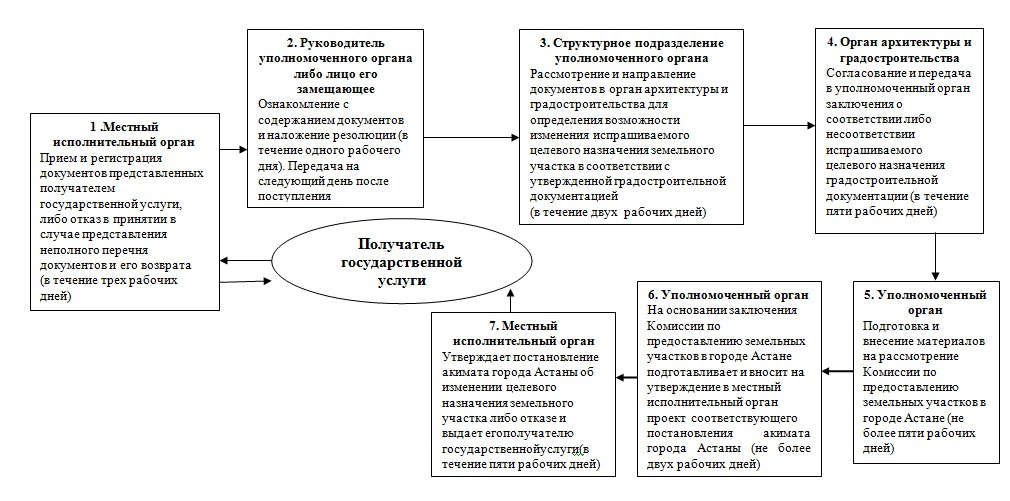 1 .Местный
исполнительный орган
Прием и регистрация
документов представленных
получателем
государственной услуги,
либо отказ в принятии в
случае представления
неполного перечня
документов и его возврата
(в течение трех рабочих
дней)
2. Руководитель
уполномоченного органа
либо лицо его
замещающее
Ознакомление с
содержанием документов
и наложение резолюции (в
течение одного рабочего
дня). Передача на
следующий день после
поступления
3. Структурное подразделение
уполномоченного органа
Рассмотрение и направление
документов в орган архитектуры и
градостроительства для
определения возможности
изменения испрашиваемого
целевого назначения земельного
участка в соответствии с
утвержденной градостроительной
документацией
(в течение двух рабочих дней)
4. Орган архитектуры и
градостроительства
Согласование и передача
в уполномоченный орган
заключения о
соответствии либо
несоответствии
испрашиваемого
целевого назначения
градостроительной
документации (в течение
пяти рабочих дней)
Получатель
государственной
услуги
5. Уполномоченный
орган
Подготовка и
внесение материалов
на рассмотрение
Комиссии по
предоставлению
земельных участков в
городе Астане (не
более пяти рабочих
дней)
6. Уполномоченный орган
На основании заключения
Комиссии по
предоставлению земельных
участков в городе Астане
подготавливает и вносит на
утверждение в местный
исполнительный орган
проект соответствующего
постановления акимата
города Астаны (не более
двух рабочих дней)
7. Местный
исполнительный орган
Утверждает постановление
акимата города Астаны об
изменении целевого
назначения земельного
участка либо отказе и
выдает егополучателю
государственнойуслуги(в
течение пяти рабочих дней)